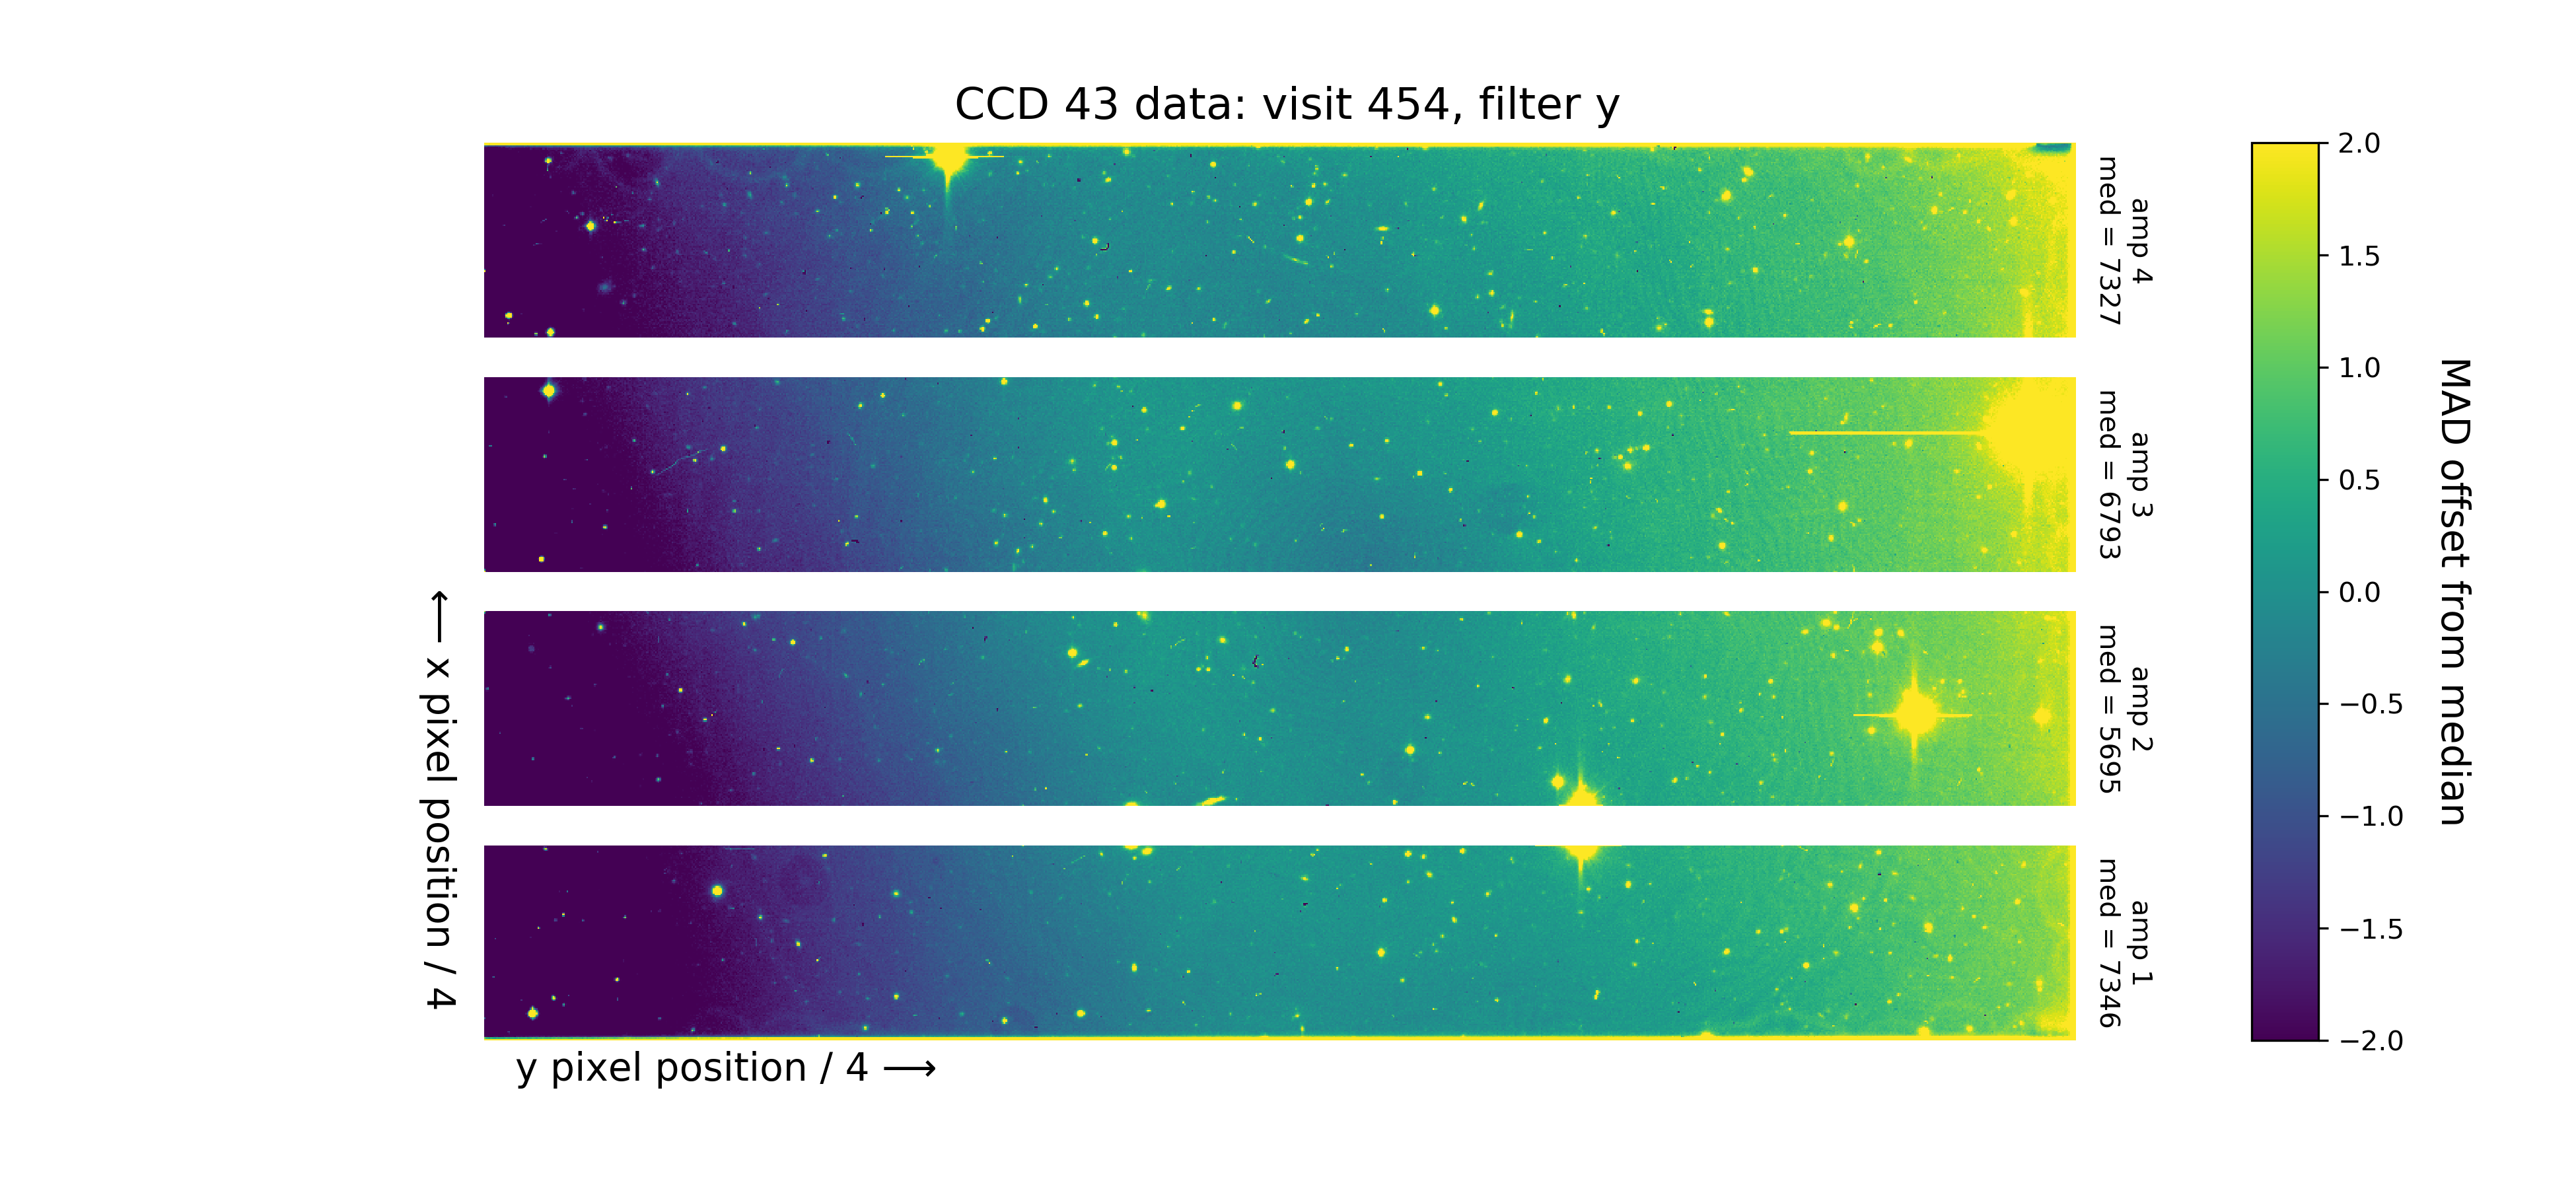 CCD 43 data: visit 454, filter y
amp 4
med = 7327
amp 3
med = 6793
amp 2
med = 5695
amp 1
med = 7346
⟵ x pixel position / 4
y pixel position / 4 ⟶
2.0
1.5
1.0
0.5
0.0
−0.5
−1.0
−1.5
−2.0
MAD offset from median